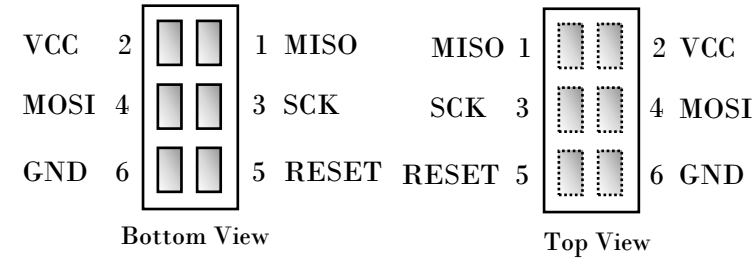 VCC 2 1 MISO MISO 1 2 VCC
MOSI 4 3 SCK SCK 3 4 MOSI
GND 6 5 RESET RESET 5 6 GND
Bottom View Top View